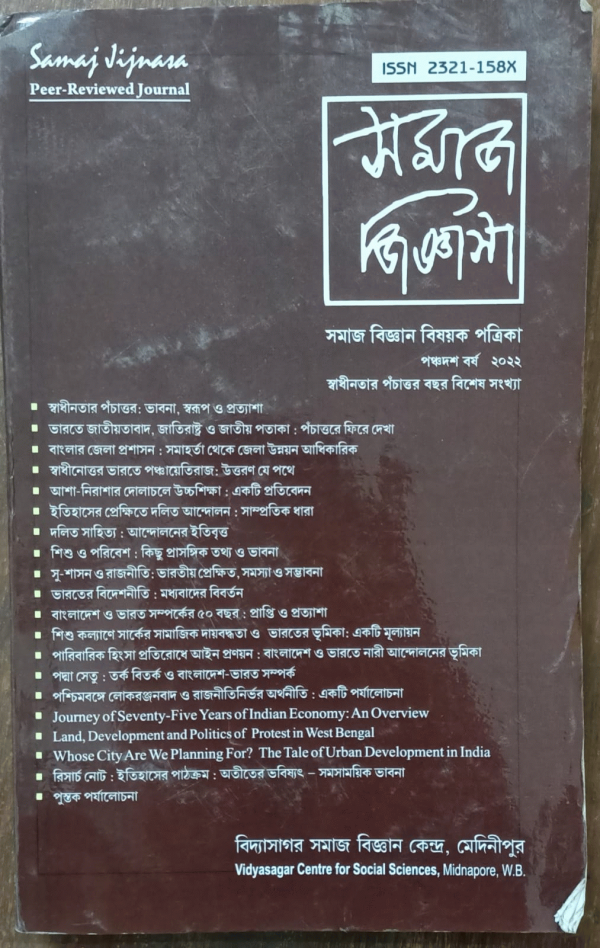 Samaj Jijnasa
Peer-Reviewed Journal
ISSN 2321-158X
সমাজ
জিজ্ঞাসা
সমাজ বিজ্ঞান বিষয়ক পত্রিকা
পঞ্চদশ বর্ষ ২০২২
স্বাধীনতার পঁচাত্তর বছর বিশেষ সংখ্যা
স্বাধীনতার পঁচাত্তর: ভাবনা, স্বরূপ ও প্রত্যাশা
ভারতে জাতীয়তাবাদ, জাতিরাষ্ট্র ও জাতীয় পতাকা : পঁচাত্তরে ফিরে দেখা
বাংলার জেলা প্রশাসন : সমাহর্তা থেকে জেলা উন্নয়ন আধিকারিক
স্বাধীনোত্তর ভারতে পঞ্চায়েতিরাজ: উত্তরণ যে পথে
আশা-নিরাশার দোলাচলে উচ্চশিক্ষা : একটি প্রতিবেদন
ইতিহাসের প্রেক্ষিতে দলিত আন্দোলন : সাম্প্রতিক ধারা
দলিত সাহিত্য : আন্দোলনের ইতিবৃত্ত
শিশু ও পরিবেশ : কিছু প্রাসঙ্গিক তথ্য ও ভাবনা
সু-শাসন ও রাজনীতি: ভারতীয় প্রেক্ষিত, সমস্যা ও সম্ভাবনা
ভারতের বিদেশনীতি : মধ্যবাদের বিবর্তন
বাংলাদেশ ও ভারত সম্পর্কের ৫০ বছর : প্রাপ্তি ও প্রত্যাশা
শিশু কল্যাণে সার্কের সামাজিক দায়বদ্ধতা ও ভারতের ভূমিকা: একটি মূল্যায়ন
পারিবারিক হিংসা প্রতিরোধে আইন প্রণয়ন : বাংলাদেশ ও ভারতে নারী আন্দোলনের ভূমিকা
পদ্মা সেতু : তর্ক বিতর্ক ও বাংলাদেশ-ভারত সম্পর্ক
পশ্চিমবঙ্গে লোকরঞ্জনবাদ ও রাজনীতিনির্ভর অর্থনীতি : একটি পর্যালোচনা
Journey of Seventy-Five Years of Indian Economy: An Overview
Land, Development and Politics of Protest in West Bengal
Whose City Are We Planning For? The Tale of Urban Development in India
রিসার্চ নোট : ইতিহাসের পাঠক্রম : অতীতের ভবিষ্যৎ – সমসাময়িক ভাবনা
পুস্তক পর্যালোচনা
বিদ্যাসাগর সমাজ বিজ্ঞান কেন্দ্র, মেদিনীপুর
Vidyasagar Centre for Social Sciences, Midnapore, W.B.